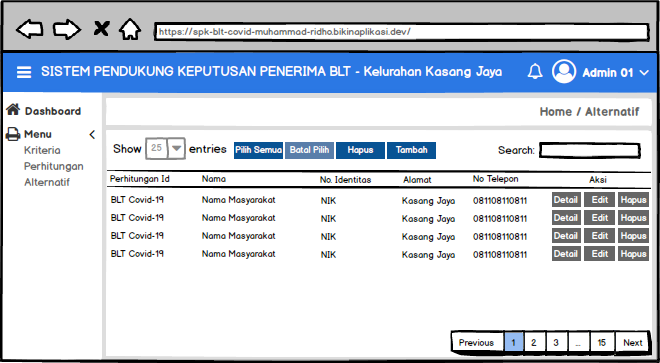 https://spk-blt-covid-muhammad-ridho.bikinaplikasi.dev/
SISTEM PENDUKUNG KEPUTUSAN PENERIMA BLT - Kelurahan Kasang Jaya Admin 01
Dashboard
Home / Alternatif
Menu
Kriteria
Perhitungan
Alternatif
Show 25 entries Pilih Semua Batal Pilih Hapus Tambah Search:
Perhitungan Id Nama No. Identitas Alamat No Telepon Aksi
BLT Covid-19 Nama Masyarakat NIK Kasang Jaya 081108110811 Detail Edit Hapus
BLT Covid-19 Nama Masyarakat NIK Kasang Jaya 081108110811 Detail Edit Hapus
BLT Covid-19 Nama Masyarakat NIK Kasang Jaya 081108110811 Detail Edit Hapus
BLT Covid-19 Nama Masyarakat NIK Kasang Jaya 081108110811 Detail Edit Hapus
Previous 1 2 3 ... 15 Next